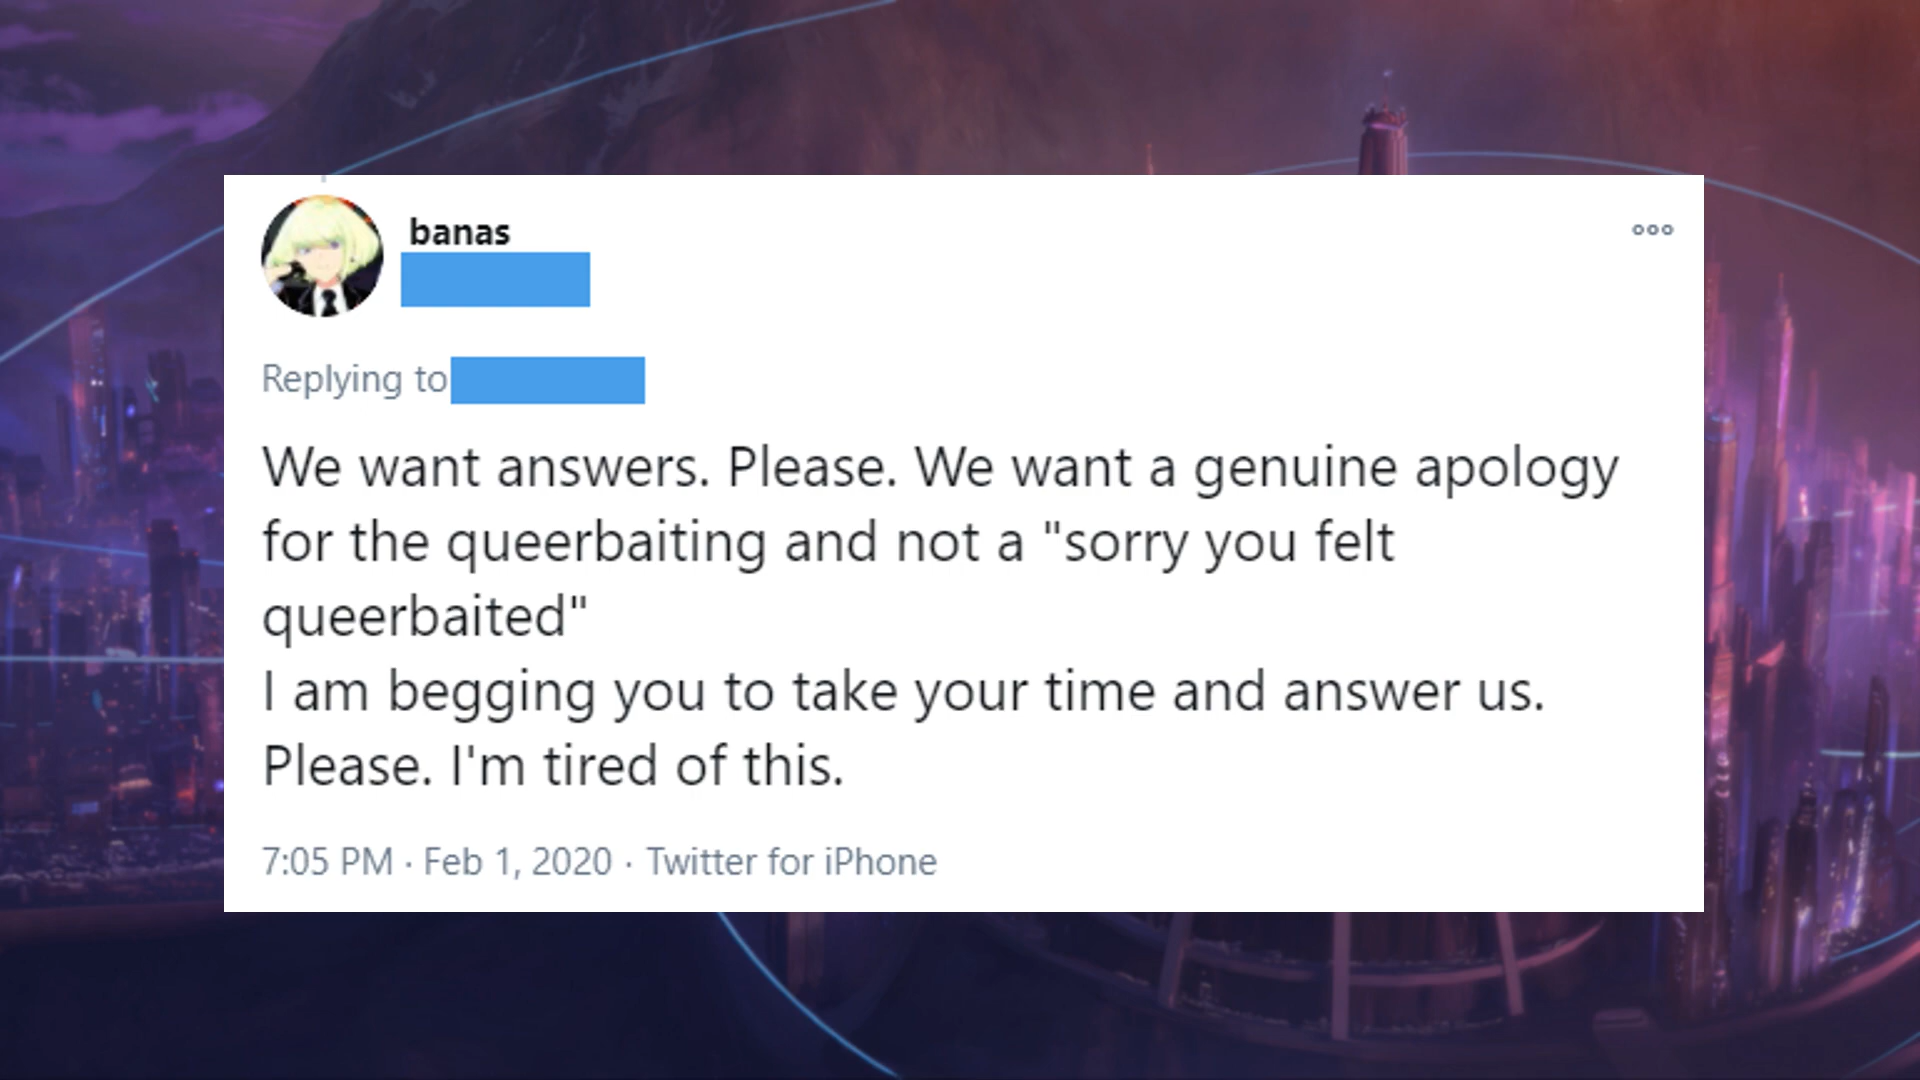 banas
Replying to
We want answers. Please. We want a genuine apology
for the queerbaiting and not a "sorry you felt
queerbaited"
I am begging you to take your time and answer us.
Please. I'm tired of this.
7:05 PM · Feb 1, 2020 · Twitter for iPhone